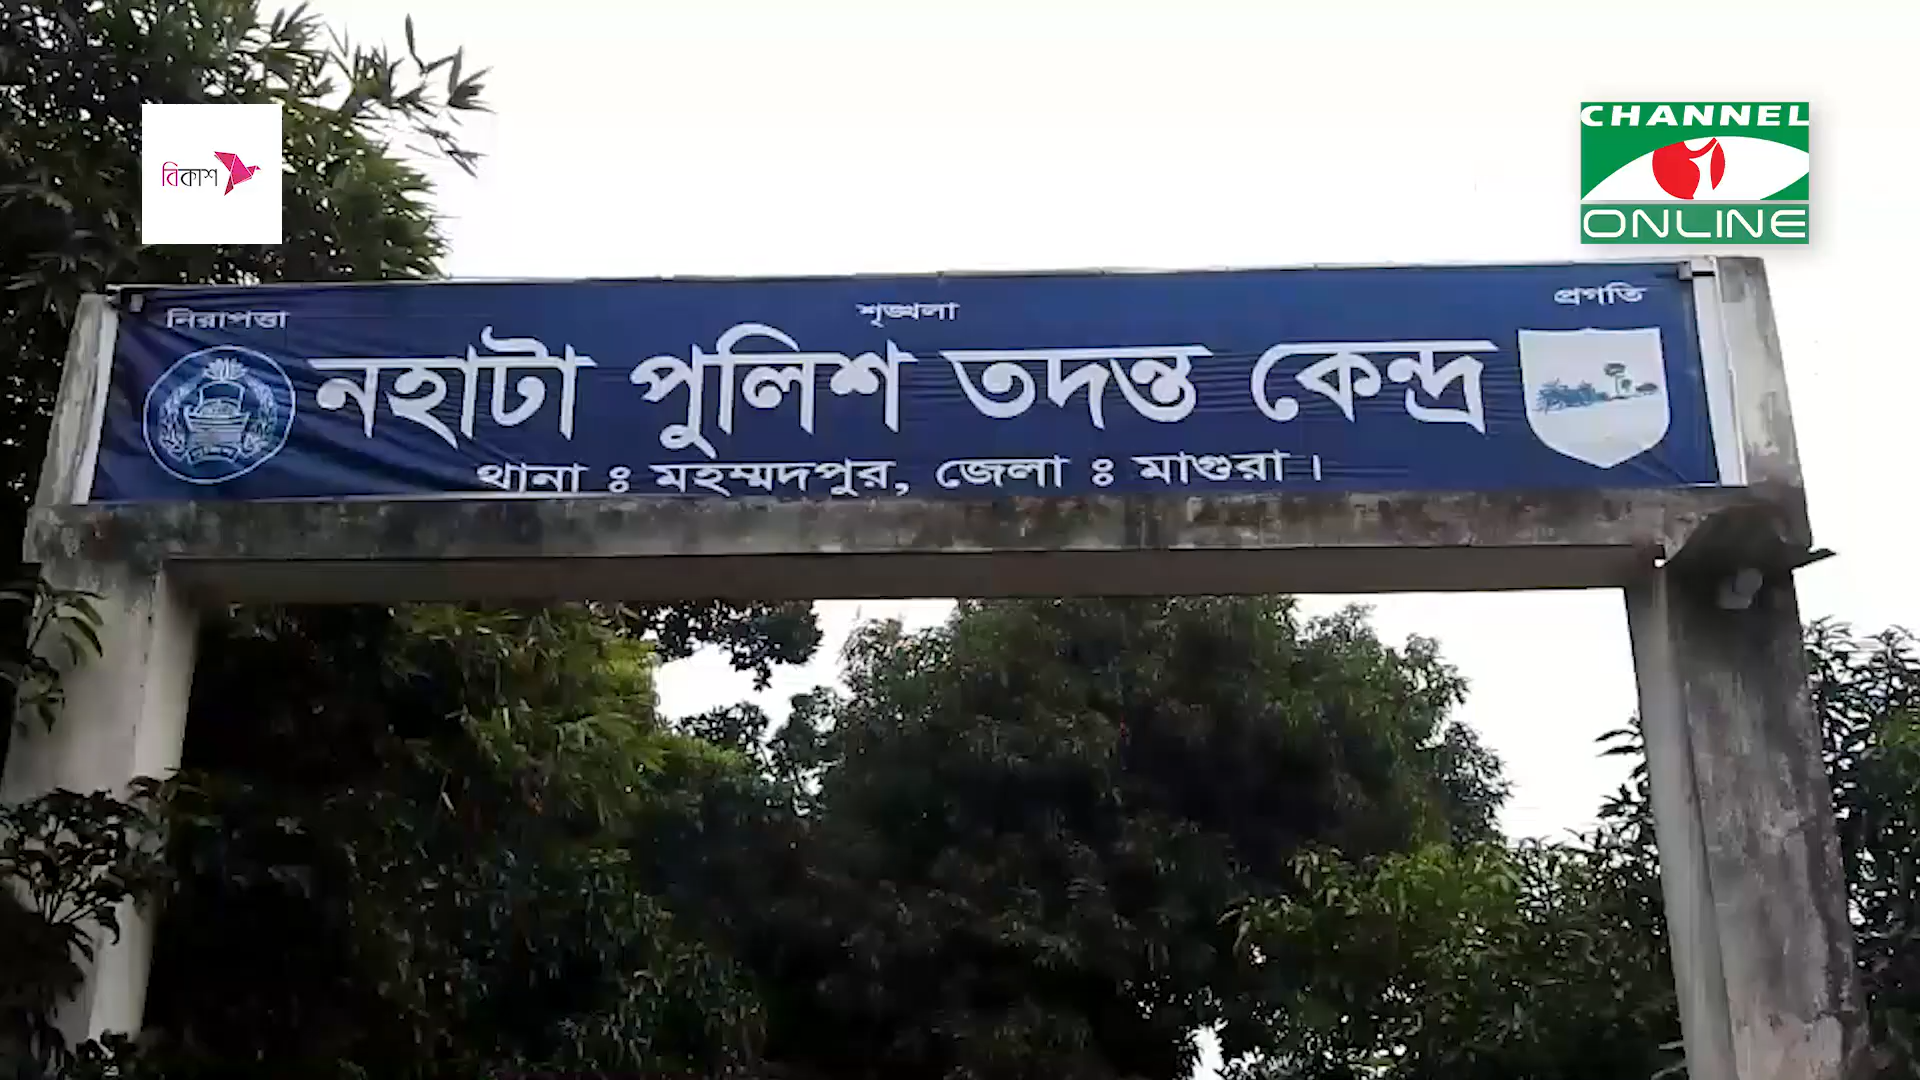 বিকাশ
CHANNEL
ONLINE
নিরাপত্তা শৃঙ্খলা প্রগতি
নহাটা পুলিশ তদন্ত কেন্দ্র
থানা ঃ মহম্মদপুর, জেলা ঃ মাগুরা।